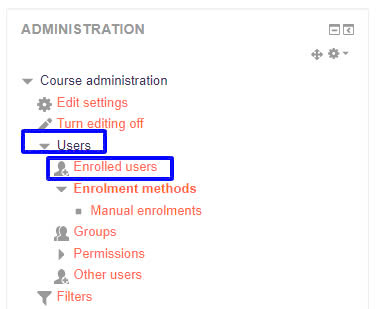 ADMINISTRATION
Course administration
Edit settings
Turn editing off
Users
Enrolled users
Enrolment methods
Manual enrolments
Groups
Permissions
Other users
Filters